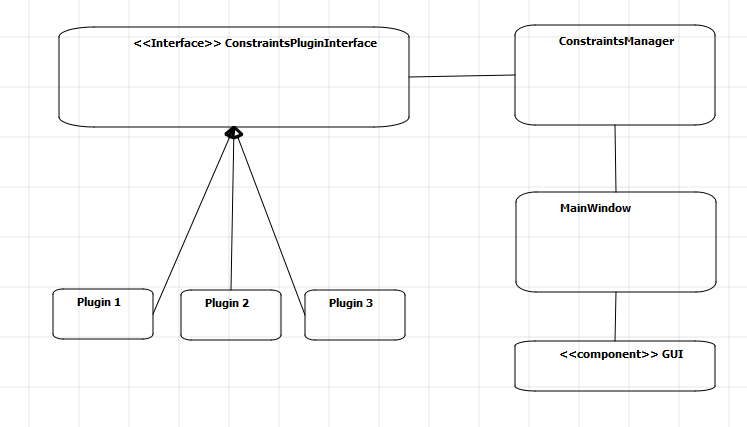 <<Interface>> ConstraintsPluginInterface
ConstraintsManager
MainWindow
Plugin 1
Plugin 2
Plugin 3
<<component>> GUI